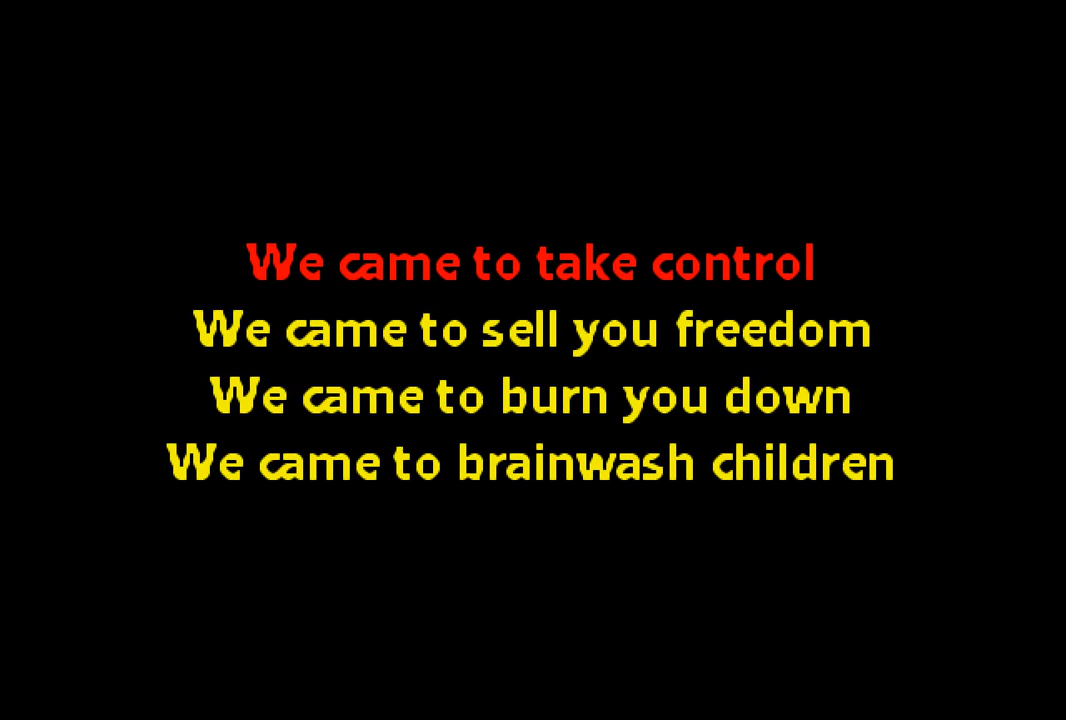 We came to take control
We came to sell you freedom
We came to burn you down
We came to brainwash children